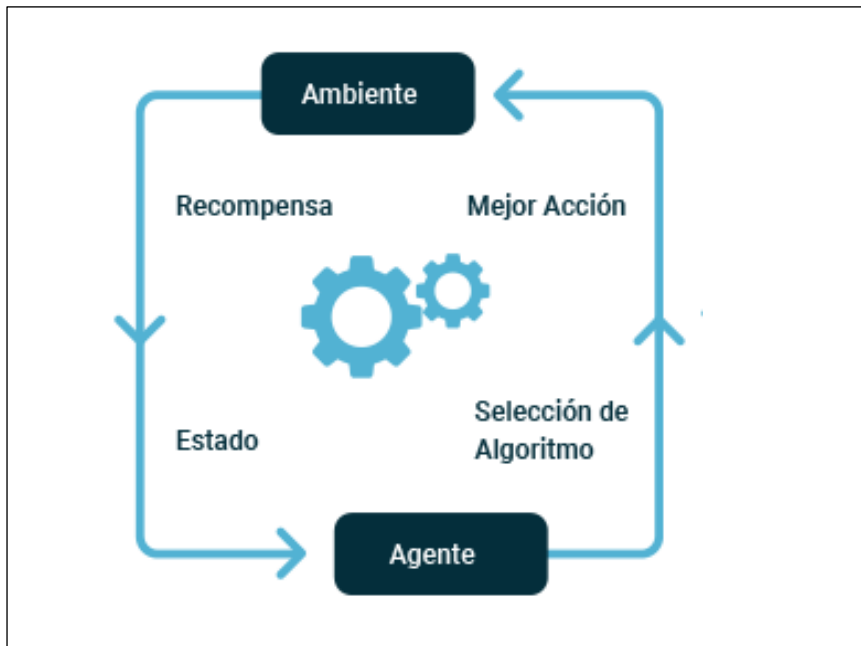 Ambiente
Recompensa
Mejor Acción
Estado
Selección de
Algoritmo
Agente